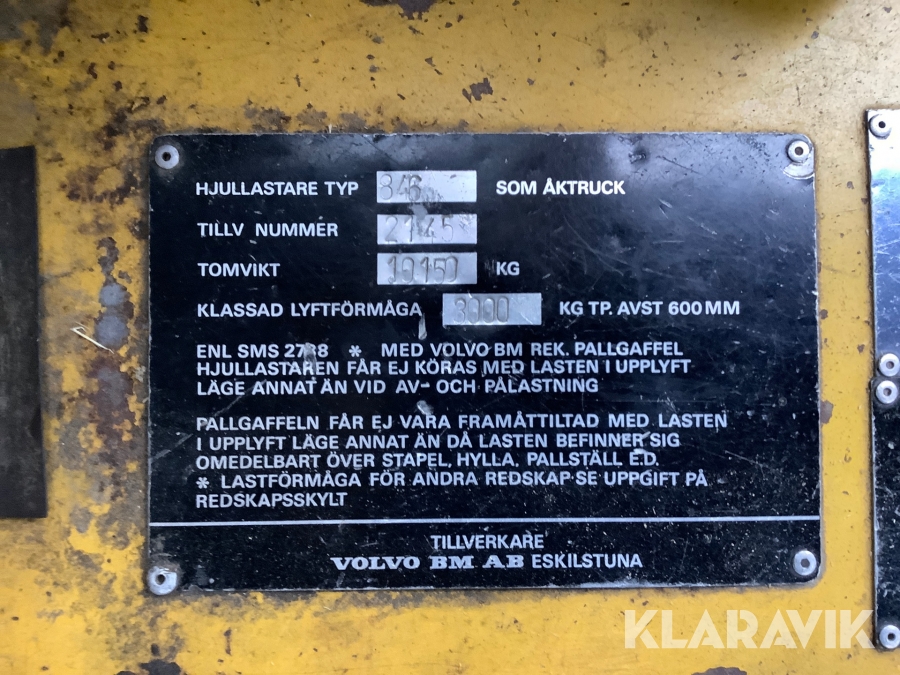 HJULLASTARE TYP 846 SOM ÅKTRUCK
TILLV NUMMER 2145
TOMVIKT 10150 KG
KLASSAD LYFTFÖRMÅGA 3000 KG TP. AVST 600 MM
ENL SMS 2738 * MED VOLVO BM REK. PALLGAFFEL
HJULLASTAREN FÅR EJ KÖRAS MED LASTEN I UPPLYFT
LÄGE ANNAT ÄN VID AV- OCH PÅLASTNING
PALLGAFFELN FÅR EJ VARA FRAMÅTTILTAD MED LASTEN
I UPPLYFT LÄGE ANNAT ÄN DÅ LASTEN BEFINNER SIG
OMEDELBART ÖVER STAPEL, HYLLA, PALLSTÄLL E.D.
* LASTFÖRMÅGA FÖR ANDRA REDSKAP SE UPPGIFT PÅ
REDSKAPSSKYLT
TILLVERKARE
VOLVO BM AB ESKILSTUNA
KLARAVIK